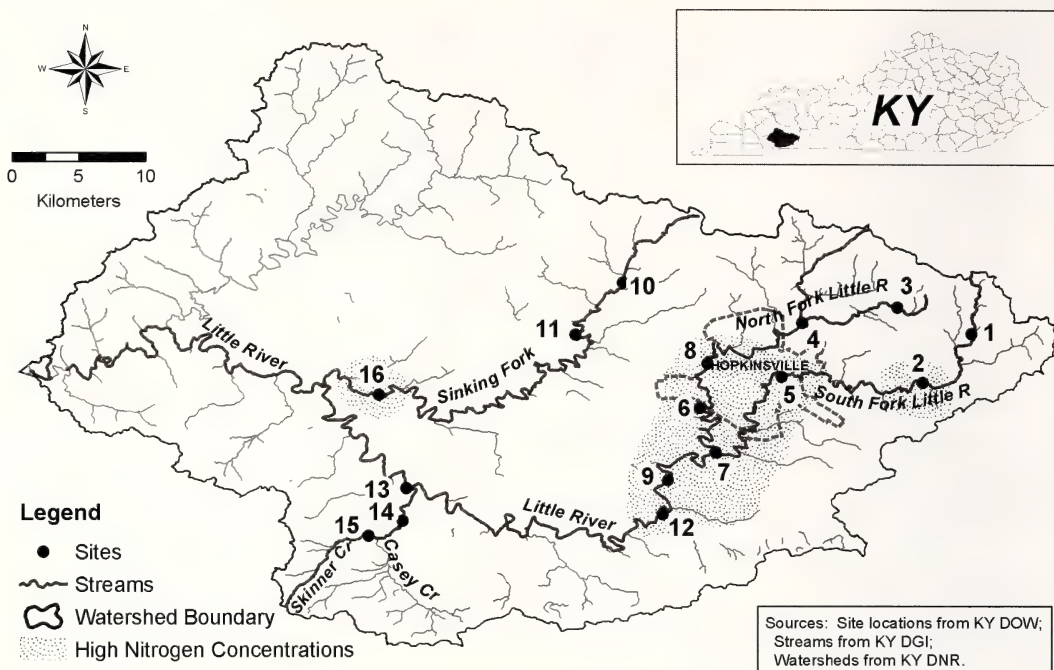 N
W E
S
0 5 10
Kilometers
KY
10
11
North Fork Little R
3
4
1
8
HOPKINSVILLE
2
5
South Fork Little R
6
7
9
12
Little River
16
Sinking Fork
13
14
15
Little River
Skinner Cr
Casey Cr
Legend
Sites
Streams
Watershed Boundary
High Nitrogen Concentrations
Sources: Site locations from KY DOW;
Streams from KY DGI;
Watersheds from KY DNR.